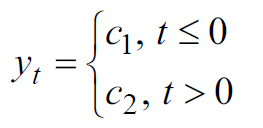 y_t = { c_1, t ≤ 0
c_2, t > 0